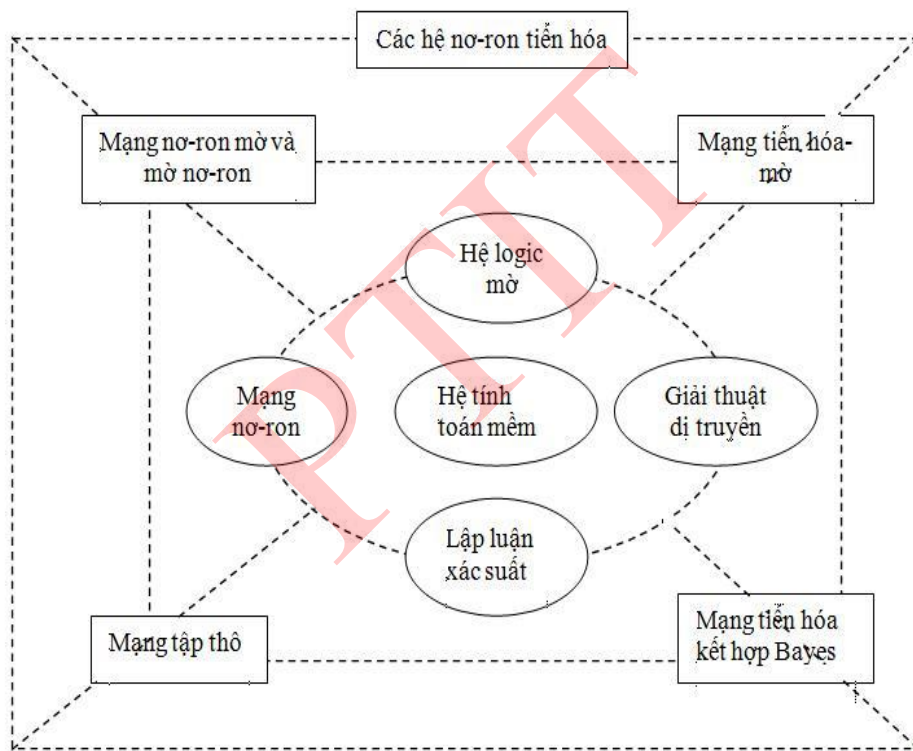 Các hệ nơ-ron tiến hóa
Mạng nơ-ron mờ và
mờ nơ-ron
Mạng tiến hóa-
mờ
Hệ logic
mờ
Mạng
nơ-ron
Hệ tính
toán mềm
Giải thuật
di truyền
Lập luận
xác suất
Mạng tập thô
Mạng tiến hóa
kết hợp Bayes
PTIT